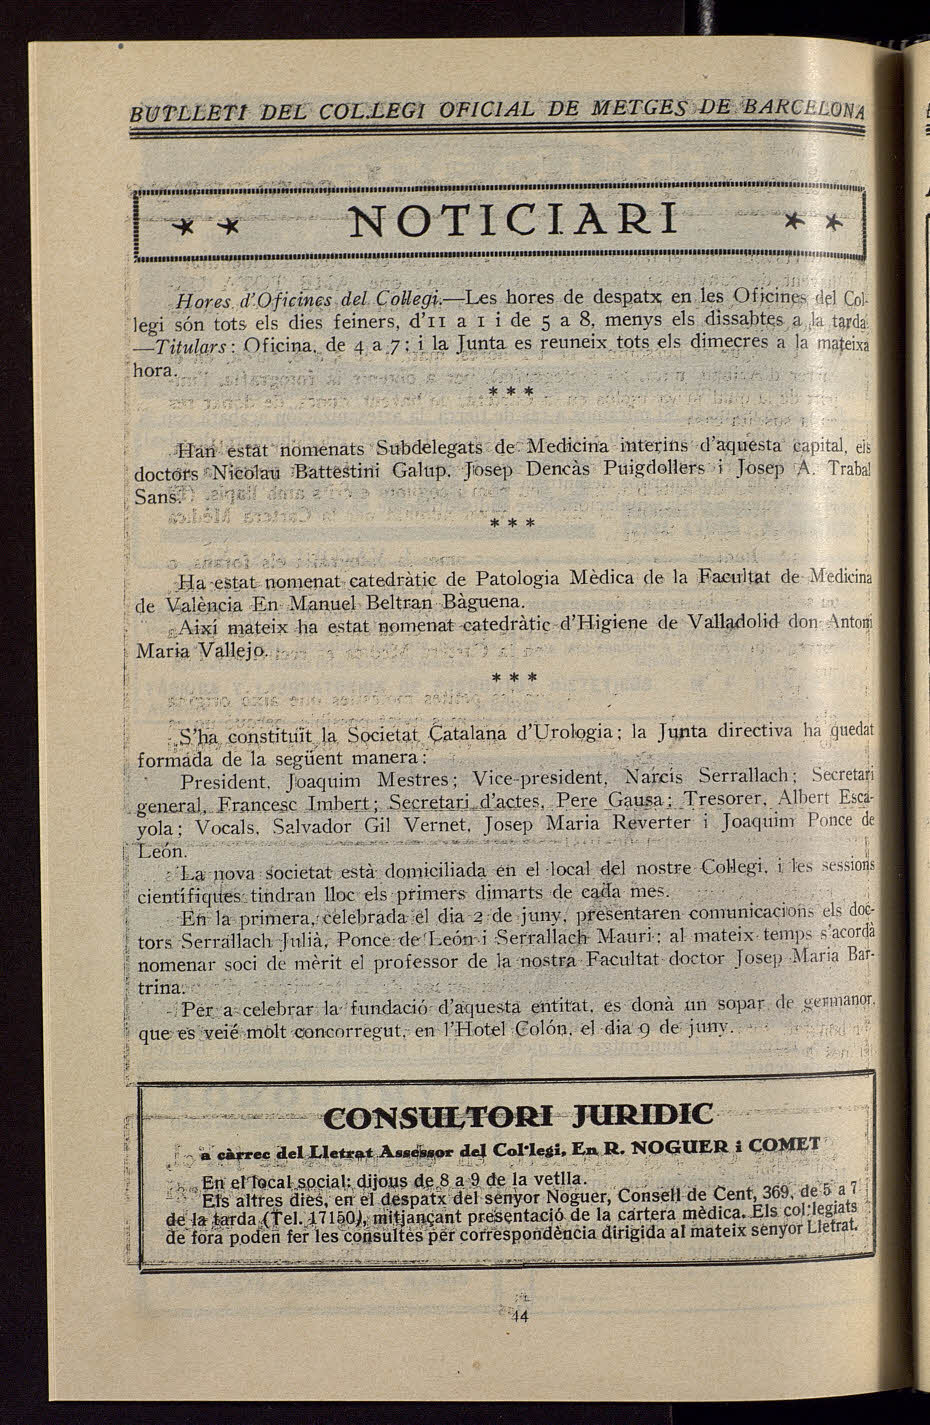 BUTLLETÍ DEL COL.LEGI OFICIAL DE METGES DE BARCELONA
NOTICIARI
Hores d'Oficines del Col·legi.—Les hores de despatx en les Oficines del Col-
legi són tots els dies feiners, d'11 a 1 i de 5 a 8, menys els dissabtes a la tarda.
—Titulars: Oficina, de 4 a 7; i la Junta es reuneix tots els dimecres a la mateixa
hora.
* * *
Han estat nomenats Subdelegats de Medicina interins d'aquesta capital, els
doctors Nicolau Battestini Galup, Josep Dencàs Puigdollers i Josep A. Trabal
Sans.
* * *
Ha estat nomenat catedràtic de Patologia Mèdica de la Facultat de Medicina
de València En Manuel Beltran Bàguena.
Així mateix ha estat nomenat catedràtic d'Higiene de Valladolid don Antoni
Maria Vallejo.
* * *
S'ha constituït la Societat Catalana d'Urologia; la Junta directiva ha quedat
formada de la següent manera:
President, Joaquim Mestres; Vice-president, Narcís Serrallach; Secretari
general, Francesc Imbert; Secretari d'actes, Pere Gausa; Tresorer, Albert Esca-
yola; Vocals, Salvador Gil Vernet, Josep Maria Reverter i Joaquim Ponce de
León.
La nova societat està domiciliada en el local del nostre Col·legi, i les sessions
científiques tindran lloc els primers dimarts de cada mes.
En la primera, celebrada el dia 2 de juny, presentaren comunicacions els doc-
tors Serrallach Julià, Ponce de León i Serrallach Mauri; al mateix temps s'acordà
nomenar soci de mèrit el professor de la nostra Facultat doctor Josep Maria Bar-
trina.
Per a celebrar la fundació d'aquesta entitat, es donà un sopar de germanor,
que es veié molt concorregut, en l'Hotel Colón, el dia 9 de juny.
CONSULTORI JURIDIC
a càrrec del Lletrat Assessor del Col·legi, En R. NOGUER i COMET
En el local social: dijous de 8 a 9 de la vetlla.
Els altres dies, en el despatx del senyor Noguer, Consell de Cent, 369, de 5 a 7
de la tarda (Tel. 17150), mitjançant presentació de la cartera mèdica. Els col·legiats
de fora poden fer les consultes per correspondència dirigida al mateix senyor Lletrat.
44